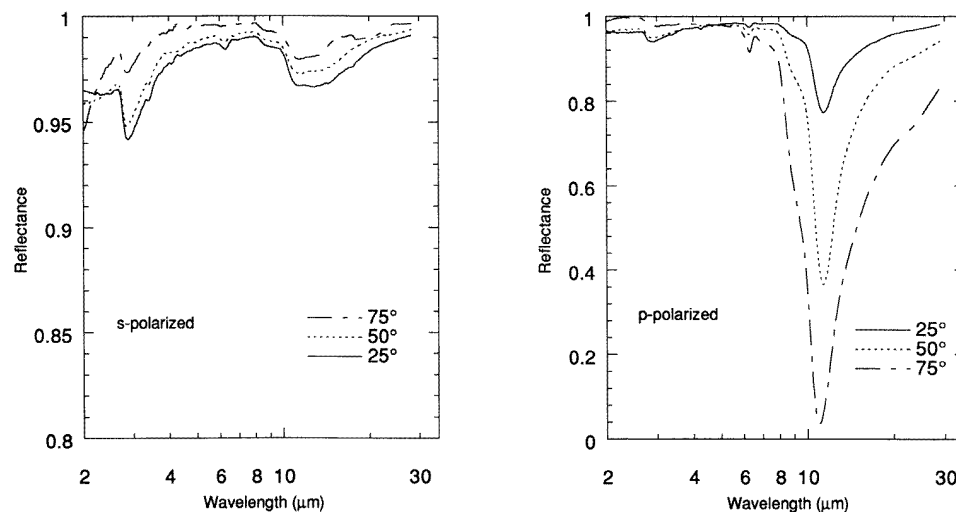 1
0.95
0.9
0.85
0.8
Reflectance
s-polarized
75°
50°
25°
2 4 6 8 10 30
Wavelength (μm)
1
0.8
0.6
0.4
0.2
0
Reflectance
p-polarized
25°
50°
75°
2 4 6 8 10 30
Wavelength (μm)